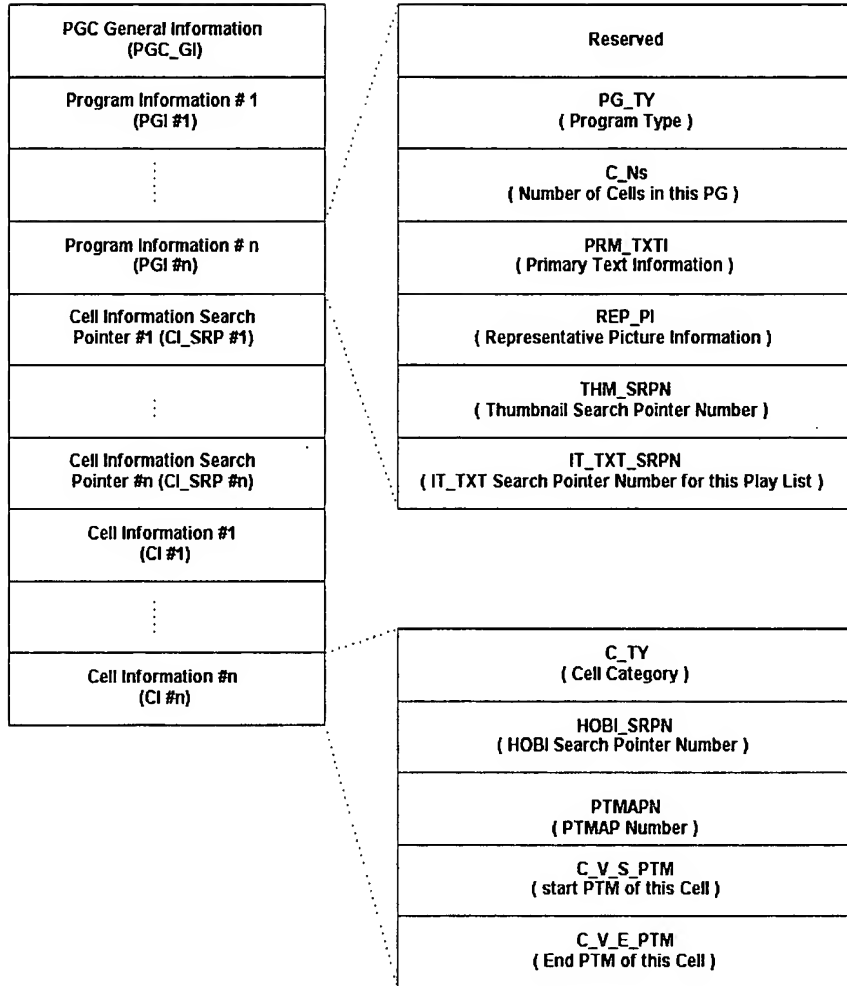 PGC General Information
(PGC_GI)
Program Information # 1
(PGI #1)
Program Information # n
(PGI #n)
Cell Information Search
Pointer #1 (CI_SRP #1)
Cell Information Search
Pointer #n (CI_SRP #n)
Cell Information #1
(CI #1)
Cell Information #n
(CI #n)
Reserved
PG_TY
( Program Type )
C_Ns
( Number of Cells in this PG )
PRM_TXTI
( Primary Text Information )
REP_PI
( Representative Picture Information )
THM_SRPN
( Thumbnail Search Pointer Number )
IT_TXT_SRPN
( IT_TXT Search Pointer Number for this Play List )
C_TY
( Cell Category )
HOBI_SRPN
( HOBI Search Pointer Number )
PTMAPN
( PTMAP Number )
C_V_S_PTM
( start PTM of this Cell )
C_V_E_PTM
( End PTM of this Cell )